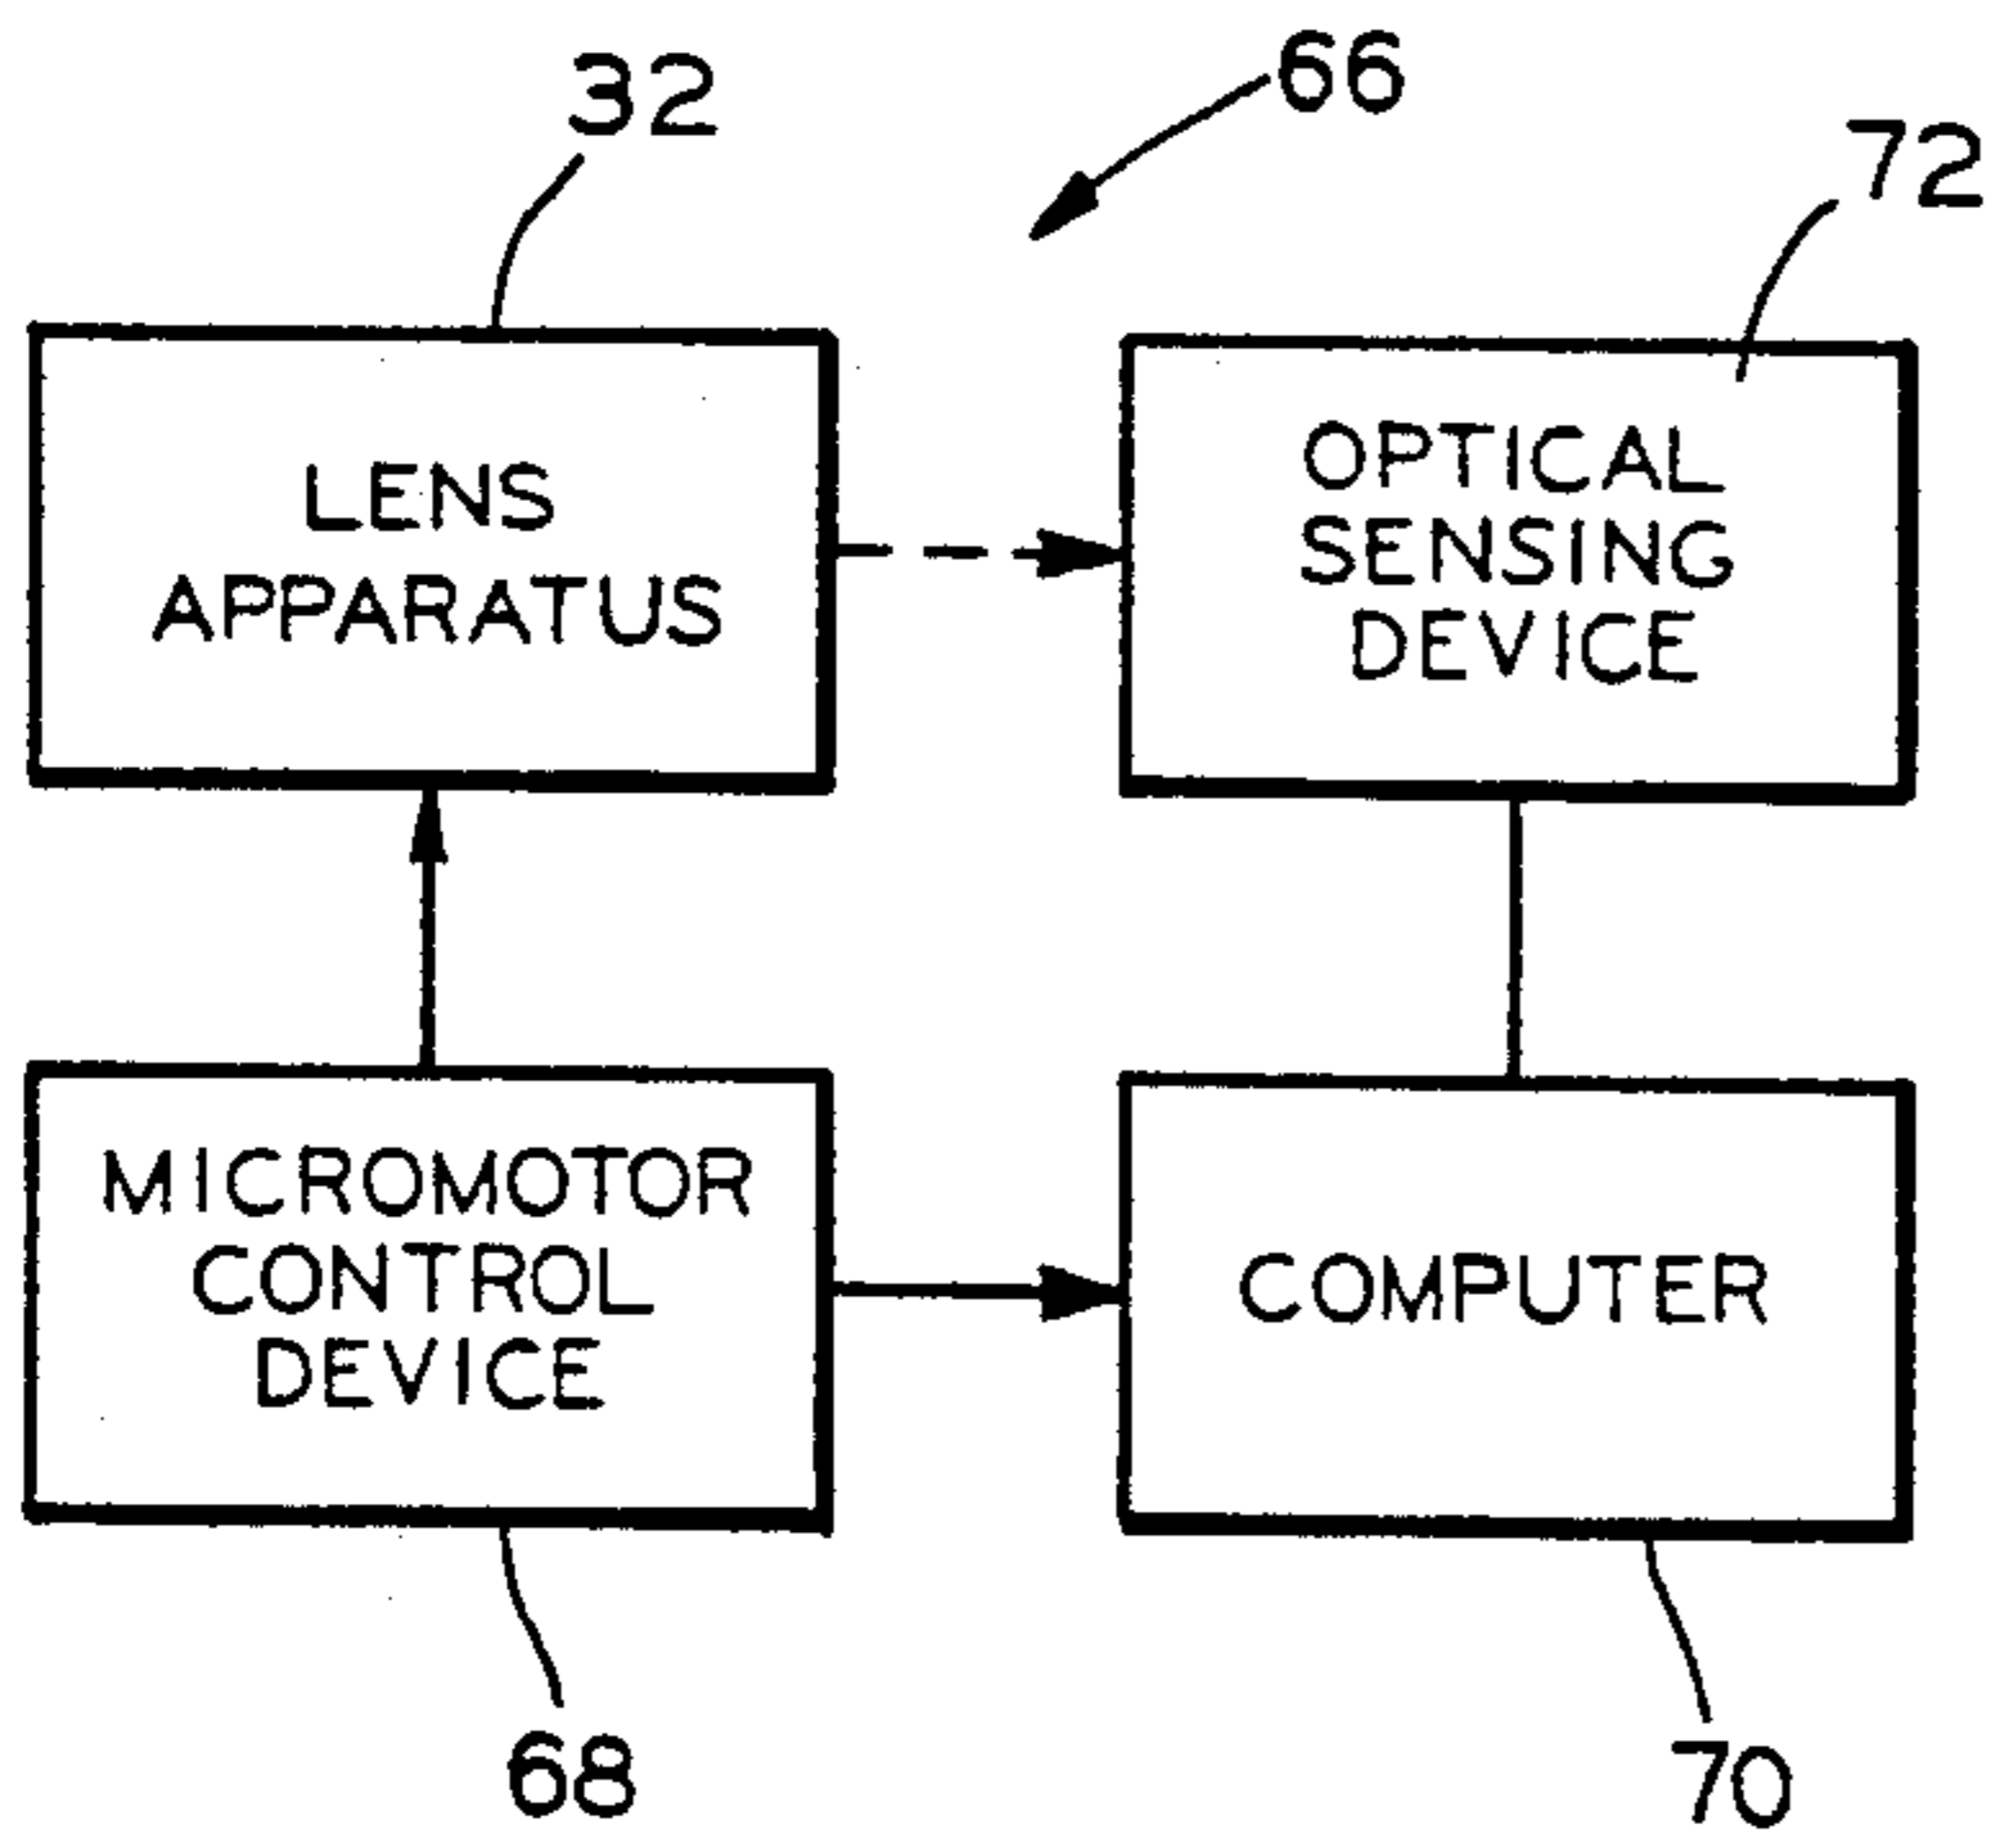 32
66
72
LENS
APPARATUS
OPTICAL
SENSING
DEVICE
MICROMOTOR
CONTROL
DEVICE
COMPUTER
68
70